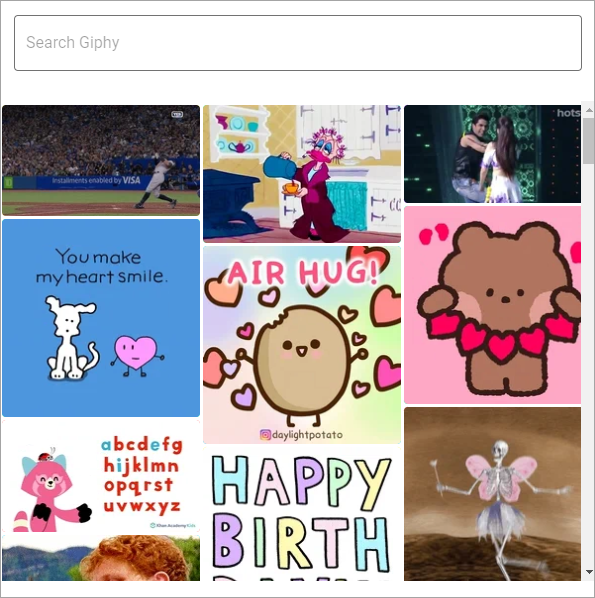 Search Giphy
Installments enabled by VISA
hots
You make
my heart smile.
AIR HUG!
daylightpotato
abcdefg
hijklmn
opqrst
uvwxyz
Khan Academy Kids
HAPPY
BIRTH